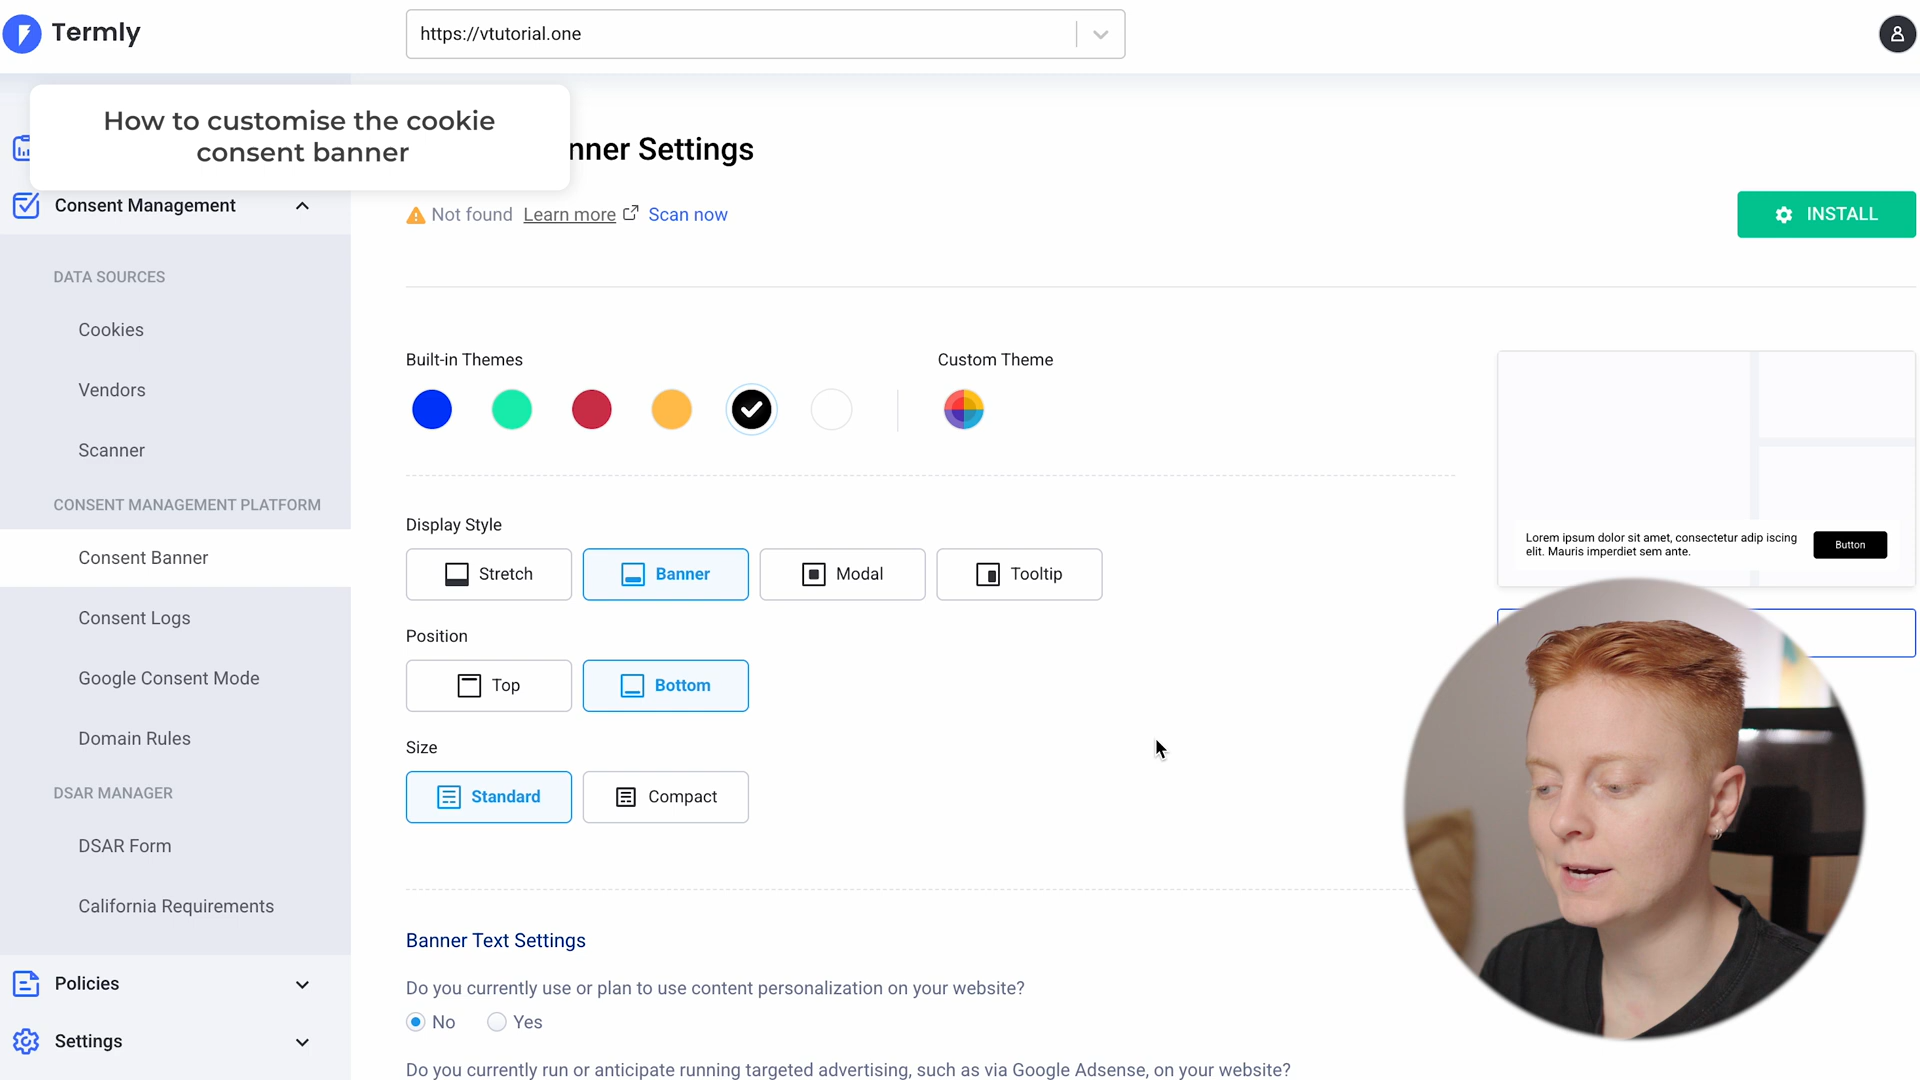 Termly
https://vtutorial.one
How to customise the cookie
consent banner
nner Settings
Consent Management
Not found Learn more Scan now
INSTALL
DATA SOURCES
Cookies
Vendors
Scanner
CONSENT MANAGEMENT PLATFORM
Consent Banner
Consent Logs
Google Consent Mode
Domain Rules
DSAR MANAGER
DSAR Form
California Requirements
Policies
Settings
Built-in Themes
Custom Theme
Display Style
Stretch
Banner
Modal
Tooltip
Position
Top
Bottom
Size
Standard
Compact
Lorem ipsum dolor sit amet, consectetur adip iscing
elit. Mauris imperdiet sem ante.
Button
Banner Text Settings
Do you currently use or plan to use content personalization on your website?
No
Yes
Do you currently run or anticipate running targeted advertising, such as via Google Adsense, on your website?